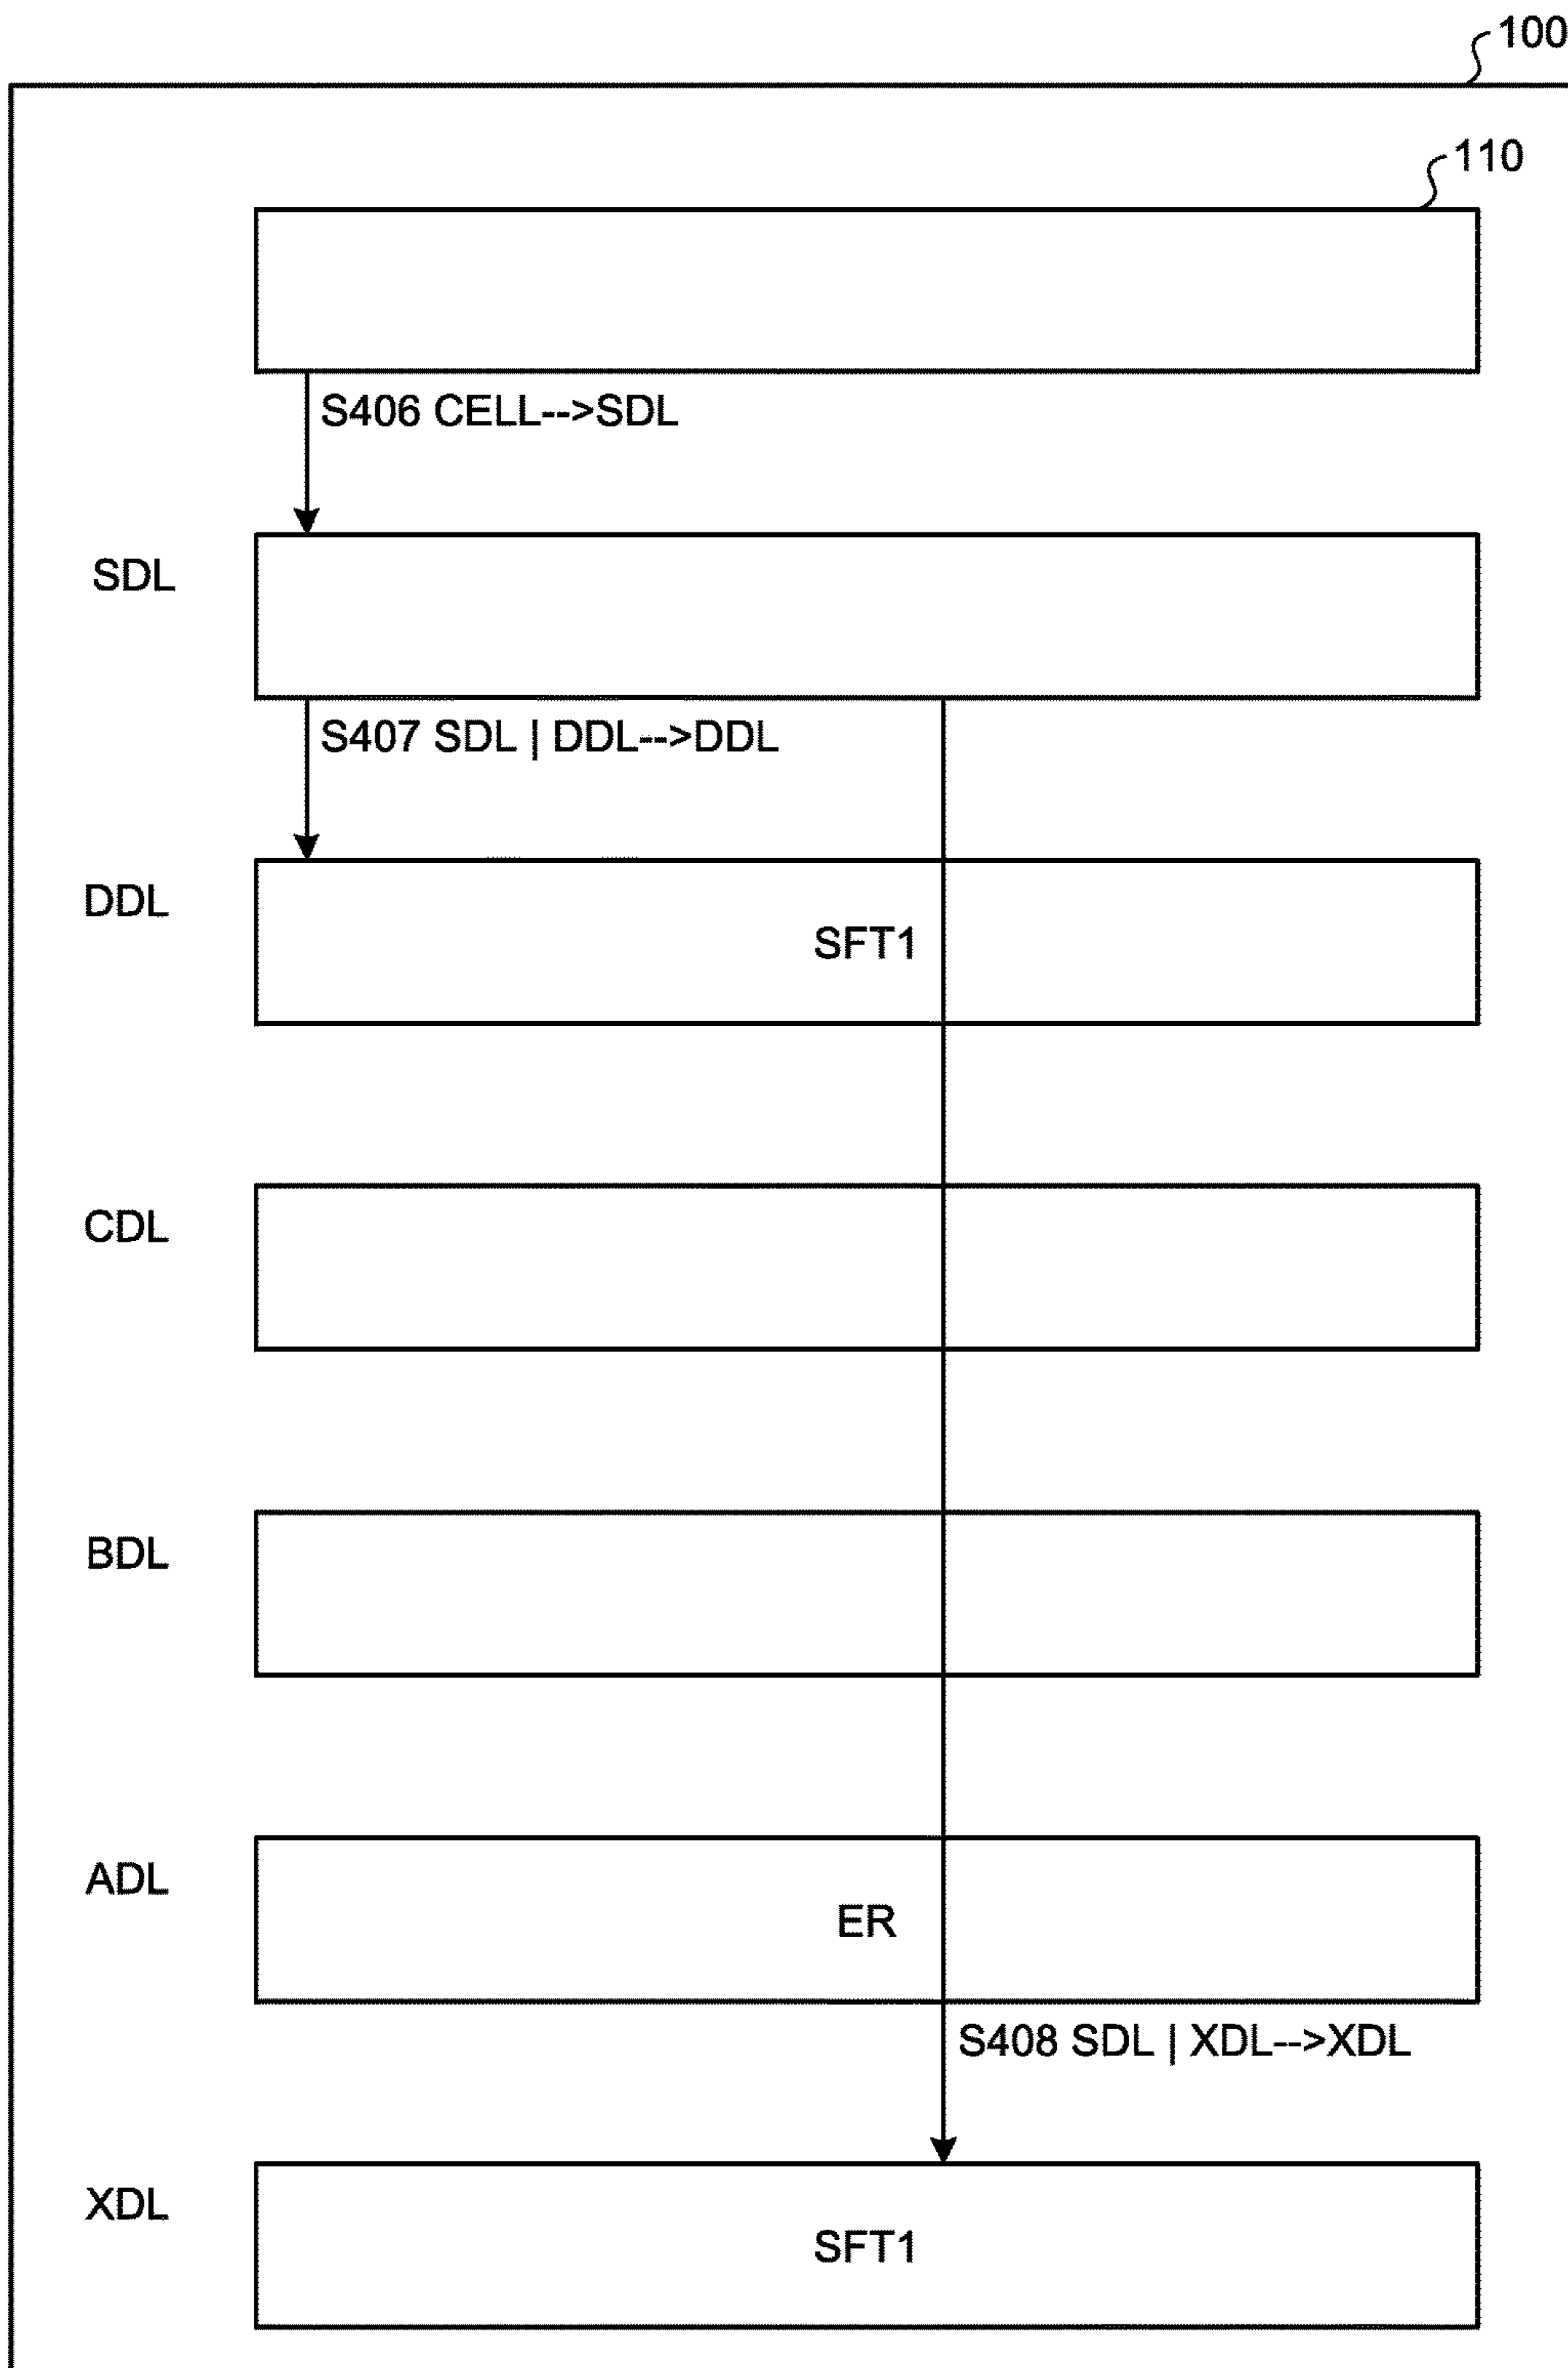 100
110
S406 CELL-->SDL
SDL
S407 SDL | DDL-->DDL
DDL
SFT1
CDL
BDL
ADL
ER
S408 SDL | XDL-->XDL
XDL
SFT1